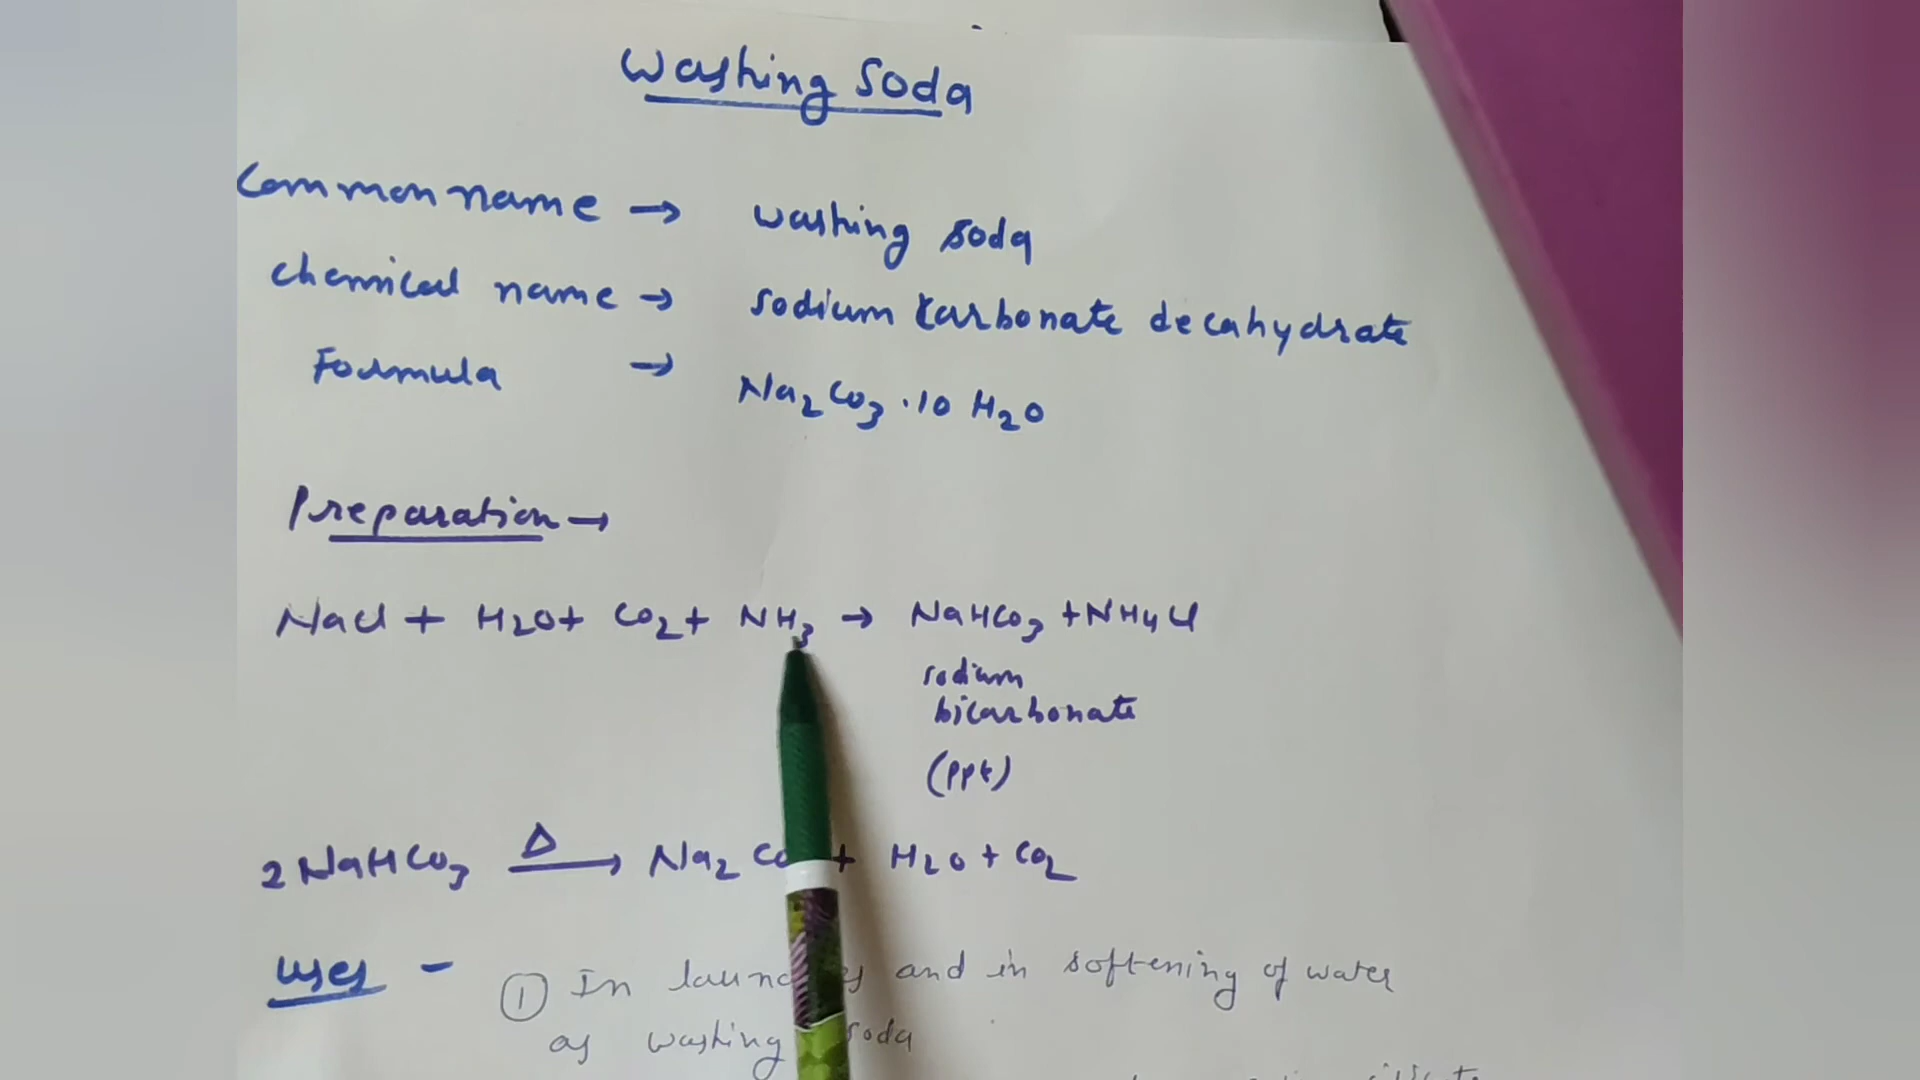 Washing Soda
Common name → washing soda
chemical name → sodium carbonate decahydrate
Formula → Na2CO3 .10 H2O
Preparation →
NaCl + H2O + CO2 + NH3 → NaHCO3 + NH4Cl
sodium
bicarbonate
(ppt)
2NaHCO3 Δ→ Na2 CO + H2O + CO2
Uses - ① In laundry and in softening of water
as washing soda